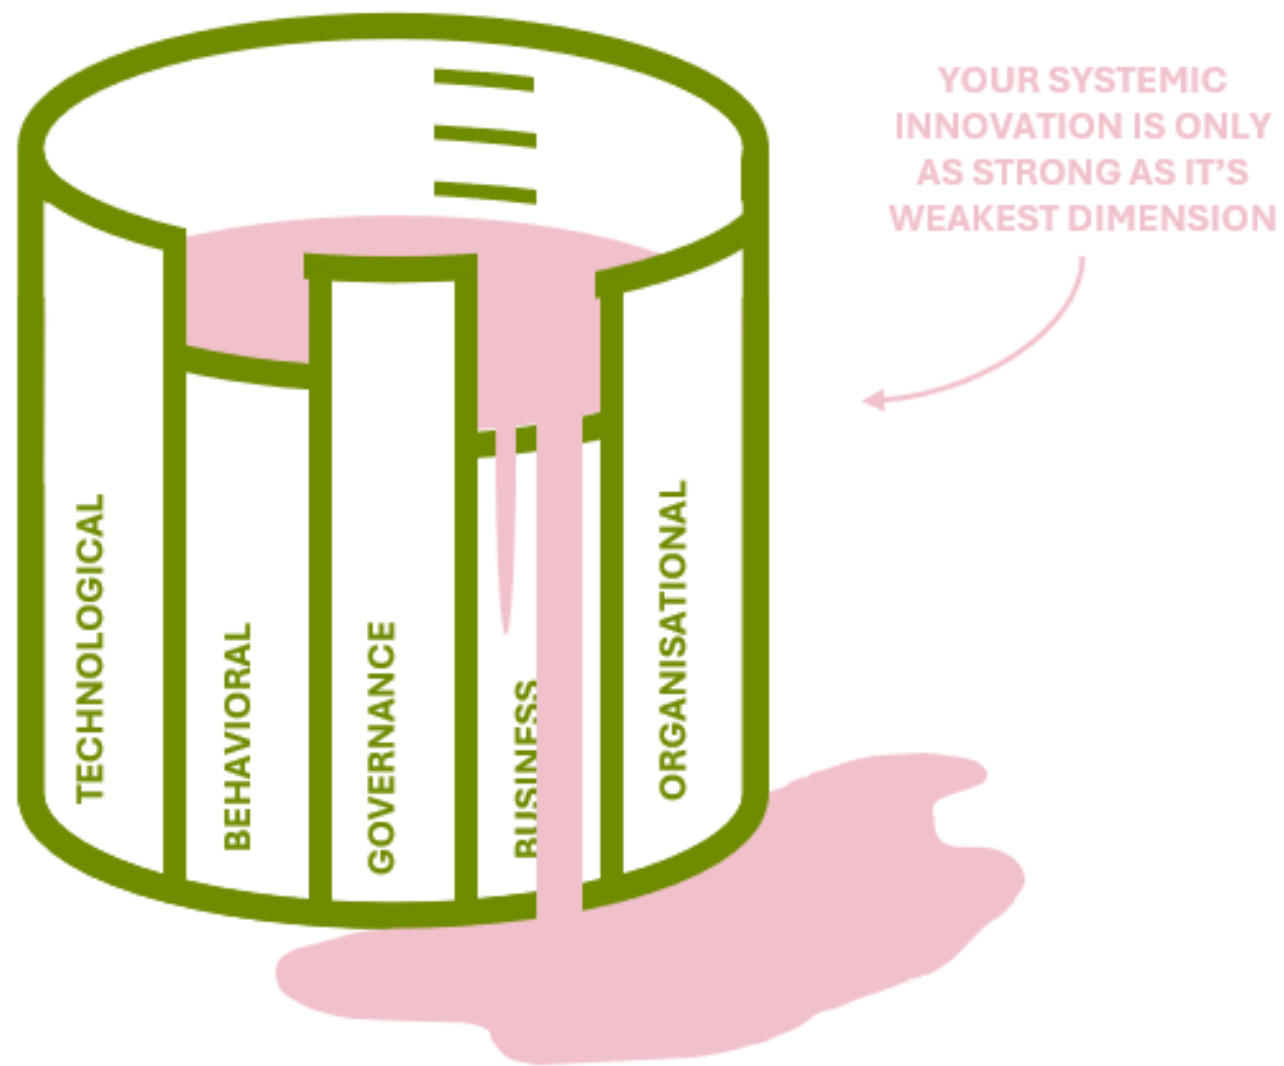 YOUR SYSTEMIC
INNOVATION IS ONLY
AS STRONG AS IT'S
WEAKEST DIMENSION
TECHNOLOGICAL
BEHAVIORAL
GOVERNANCE
BUSINESS
ORGANISATIONAL